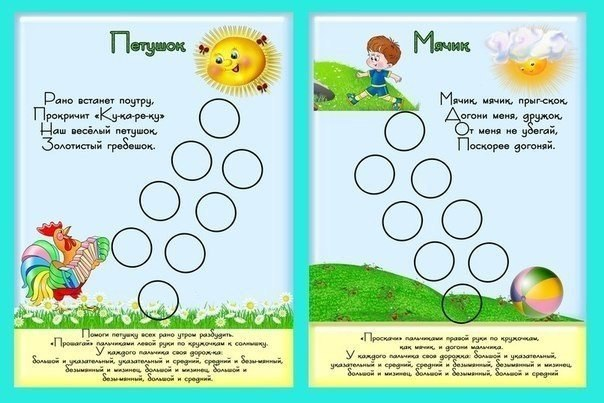 Петушок
Рано встанет поутру,
Прокричит «Ку-ка-ре-ку»
Наш весёлый петушок,
Золотистый гребешок.
Помоги петушку всех рано утром разбудить.
"Прошагай" пальчиками левой руки по кружочкам к солнышку.
У каждого пальчика своя дорожка:
большой и указательный, указательный и средний, средний и безы-мянный,
безымянный и мизинец, большой и мизинец, большой и
безы-мянный, большой и средний.
Мячик
Мячик, мячик, прыг-скок,
Догони меня, дружок,
От меня не убегай,
Поскорее догоняй.
"Проскачи" пальчиками правой руки по кружочкам,
как мячик, и догони мальчика.
У каждого пальчика своя дорожка: большой и указательный,
указательный и средний, средний и безымянный, безымянный и мизинец,
большой и мизинец, большой и безымянный, большой и средний